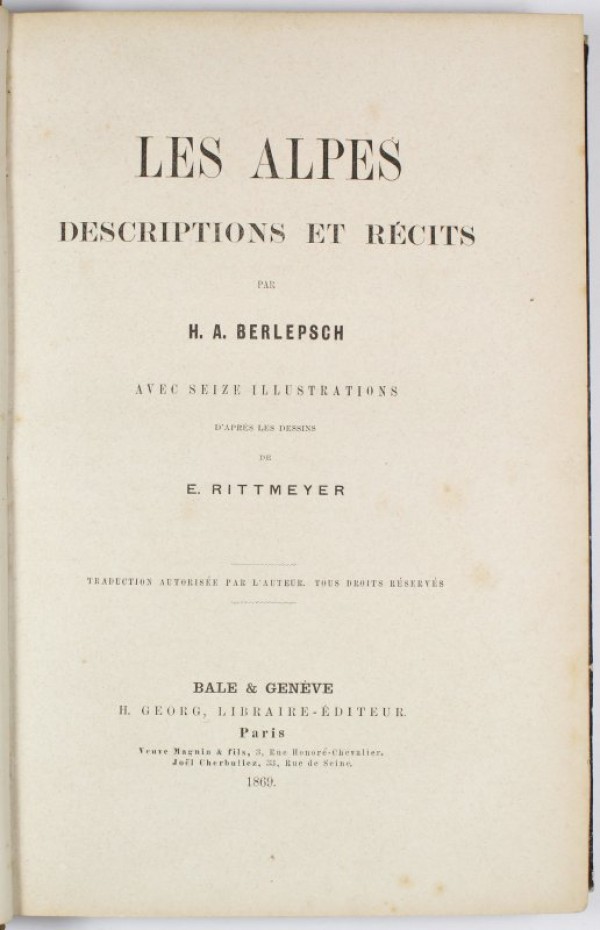 LES ALPES
DESCRIPTIONS ET RÉCITS
PAR
H. A. BERLEPSCH
AVEC SEIZE ILLUSTRATIONS
D'APRÈS LES DESSINS
DE
E. RITTMEYER
TRADUCTION AUTORISÉE PAR L'AUTEUR. TOUS DROITS RÉSERVÉS
BALE & GENÈVE
H. GEORG, LIBRAIRE-ÉDITEUR.
Paris
Veuve Magnin & fils, 3, Rue Honoré-Chevalier.
Joël Cherbuliez, 33, Rue de Seine.
1869.